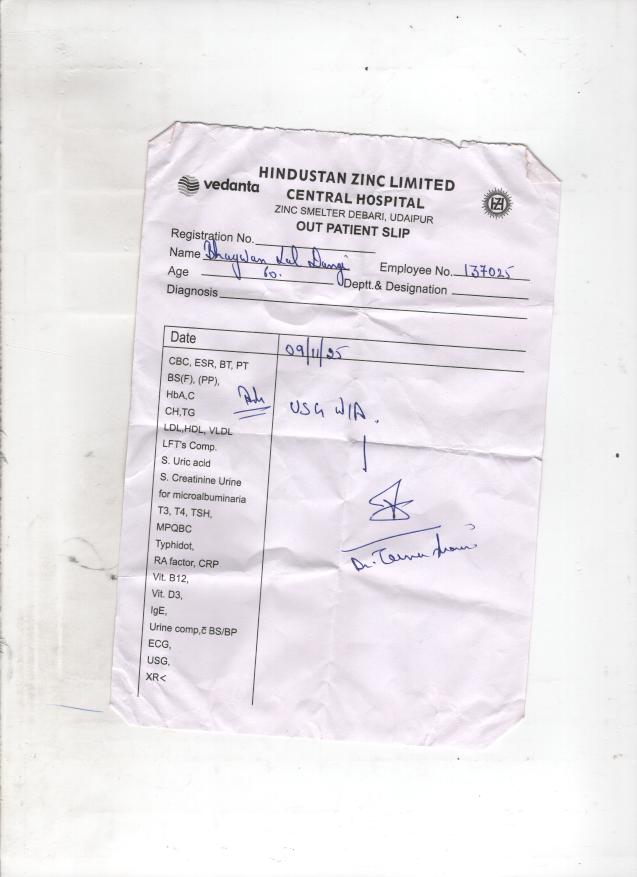 vedanta
HINDUSTAN ZINC LIMITED
CENTRAL HOSPITAL
ZINC SMELTER DEBARI, UDAIPUR
OUT PATIENT SLIP
Registration No.
Name Bhagwan Lal Dangi Employee No. 137025
Age 60. Deptt.& Designation
Diagnosis
Date 09/11/25
CBC, ESR, BT, PT
BS(F), (PP),
HbA,C
CH,TG USG W/A.
LDL,HDL, VLDL
LFT's Comp.
S. Uric acid
S. Creatinine Urine
for microalbuminaria
T3, T4, TSH,
MPQBC
Typhidot,
Dr.
RA factor, CRP
Vit. B12,
Vit. D3,
IgE,
Urine comp,c̄ BS/BP
ECG,
USG,
XR<